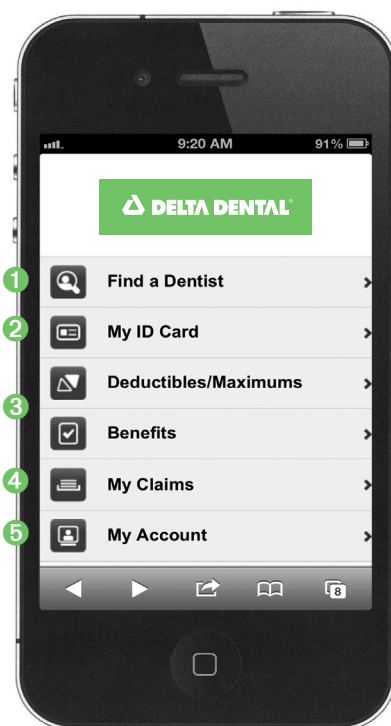 9:20 AM 91%
DELTA DENTAL®
1 Find a Dentist
2 My ID Card
Deductibles/Maximums
3
Benefits
4 My Claims
5 My Account
8